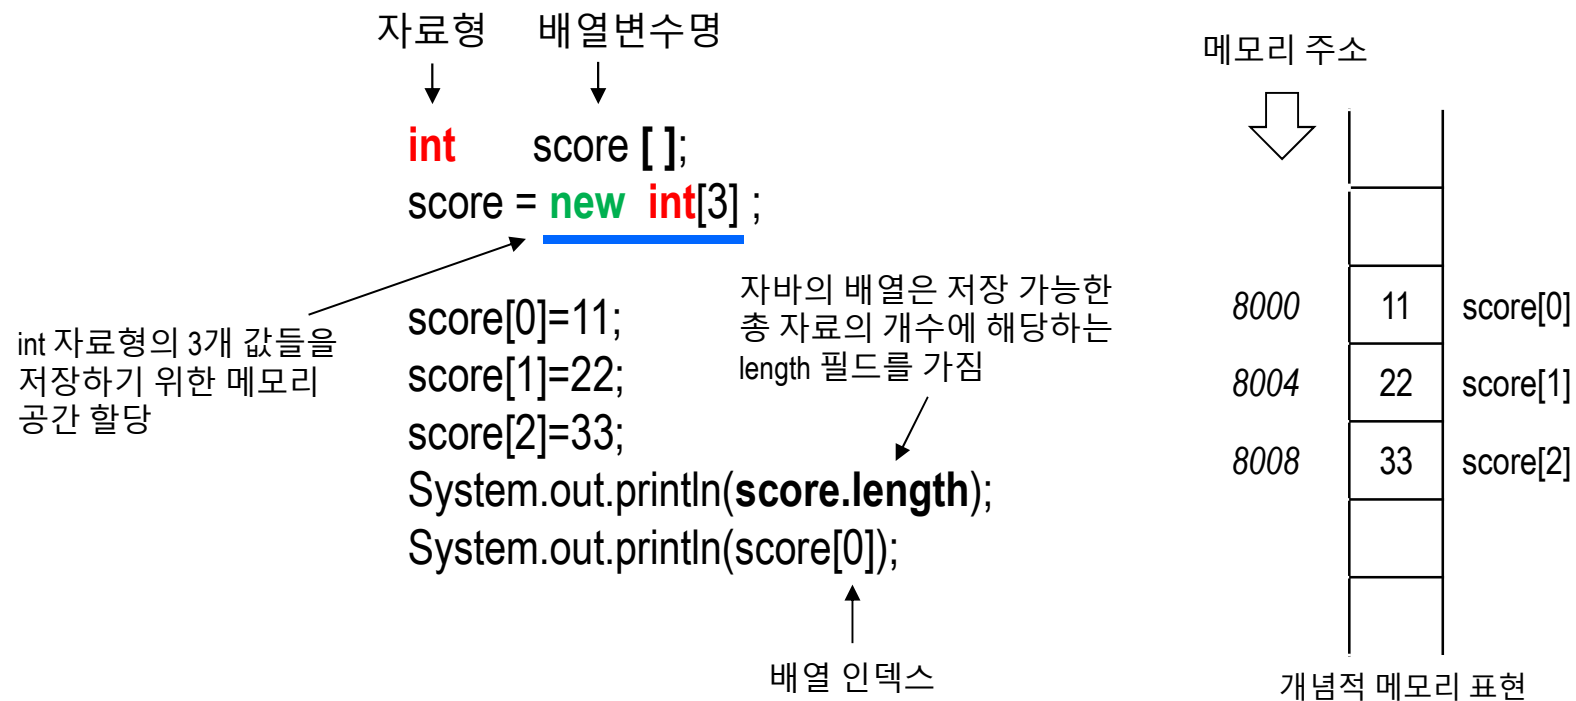 자료형 배열변수명
int score [ ];
score = new int[3] ;
int 자료형의 3개 값들을
저장하기 위한 메모리
공간 할당
score[0]=11;
score[1]=22;
score[2]=33;
System.out.println(score.length);
System.out.println(score[0]);
자바의 배열은 저장 가능한
총 자료의 개수에 해당하는
length 필드를 가짐
배열 인덱스
메모리 주소
8000 11 score[0]
8004 22 score[1]
8008 33 score[2]
개념적 메모리 표현